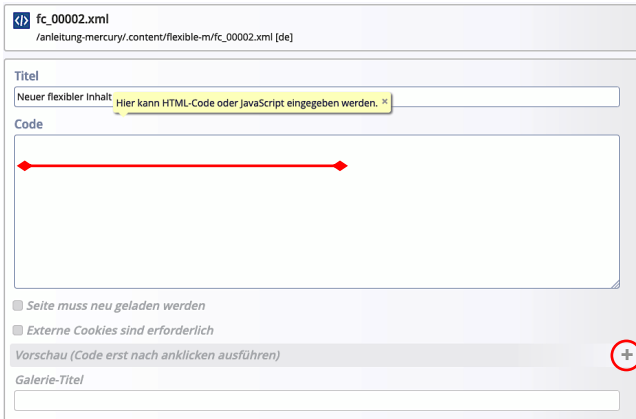 fc_00002.xml
/anleitung-mercury/.content/flexible-m/fc_00002.xml [de]
Titel
Neuer flexibler Inhalt
Hier kann HTML-Code oder JavaScript eingegeben werden. ×
Code
Seite muss neu geladen werden
Externe Cookies sind erforderlich
Vorschau (Code erst nach anklicken ausführen)
Galerie-Titel